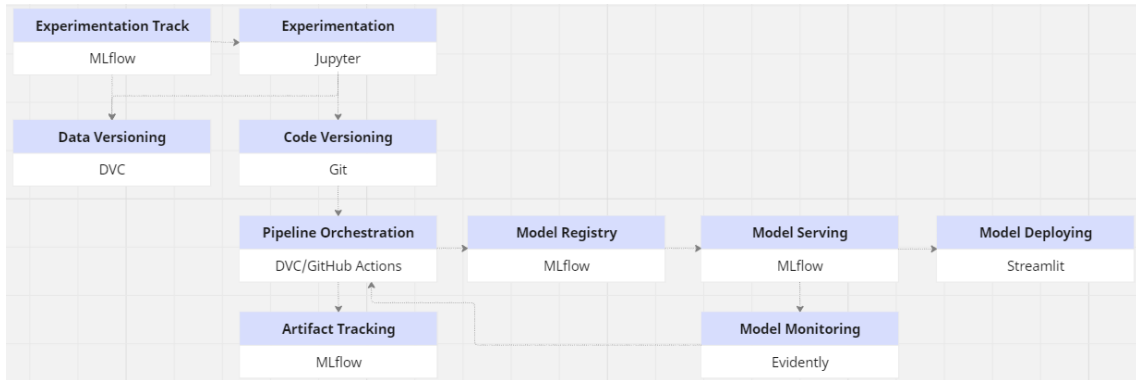 Experimentation Track
MLflow
Experimentation
Jupyter
Data Versioning
DVC
Code Versioning
Git
Pipeline Orchestration
DVC/GitHub Actions
Model Registry
MLflow
Model Serving
MLflow
Model Deploying
Streamlit
Artifact Tracking
MLflow
Model Monitoring
Evidently